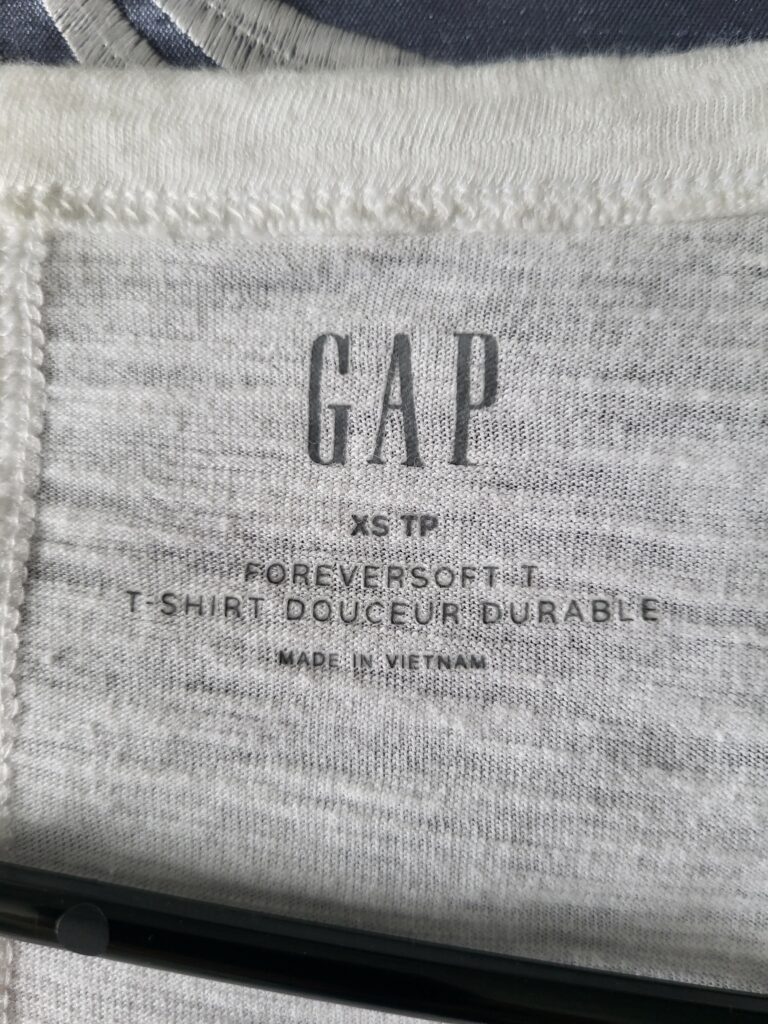 GAP
XS TP
FOREVERSOFT T
T-SHIRT DOUCEUR DURABLE
MADE IN VIETNAM